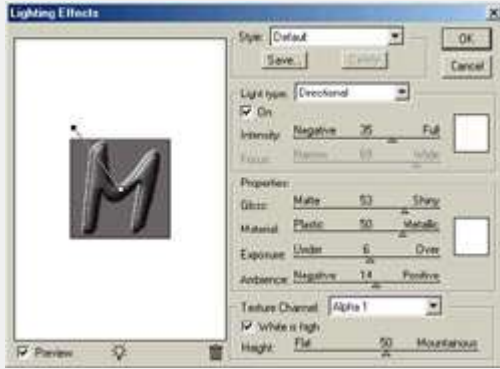 Lighting Effects
Style: Default
OK
Save... Delete
Cancel
Light type: Directional
On
Intensity: Negative 35 Full
Focus: Narrow 69 Wide
Properties:
Gloss: Matte 53 Shiny
Material: Plastic 50 Metallic
Exposure: Under 6 Over
Ambience: Negative 14 Positive
Texture Channel: Alpha 1
White is high
Height: Flat 50 Mountainous
Preview
M